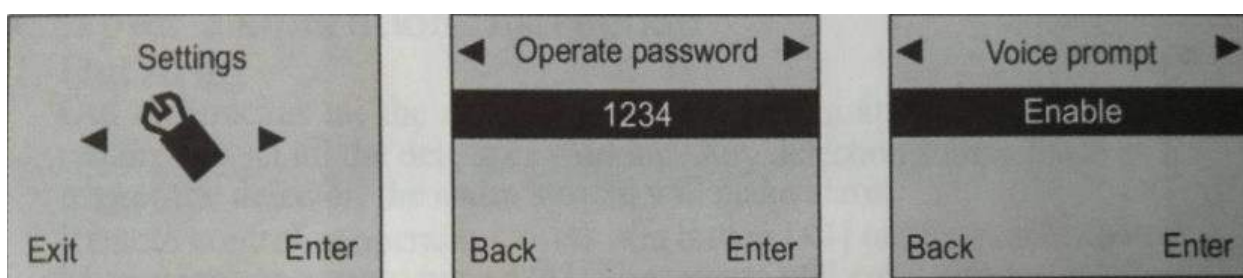 Settings
Exit Enter
Operate password
1234
Back Enter
Voice prompt
Enable
Back Enter